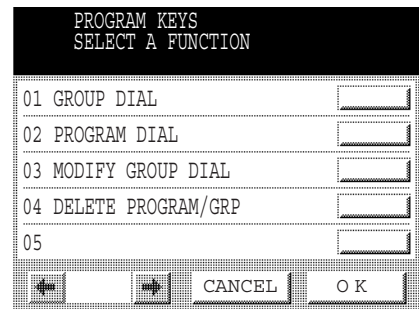 PROGRAM KEYS
SELECT A FUNCTION
01 GROUP DIAL
02 PROGRAM DIAL
03 MODIFY GROUP DIAL
04 DELETE PROGRAM/GRP
05
CANCEL O K